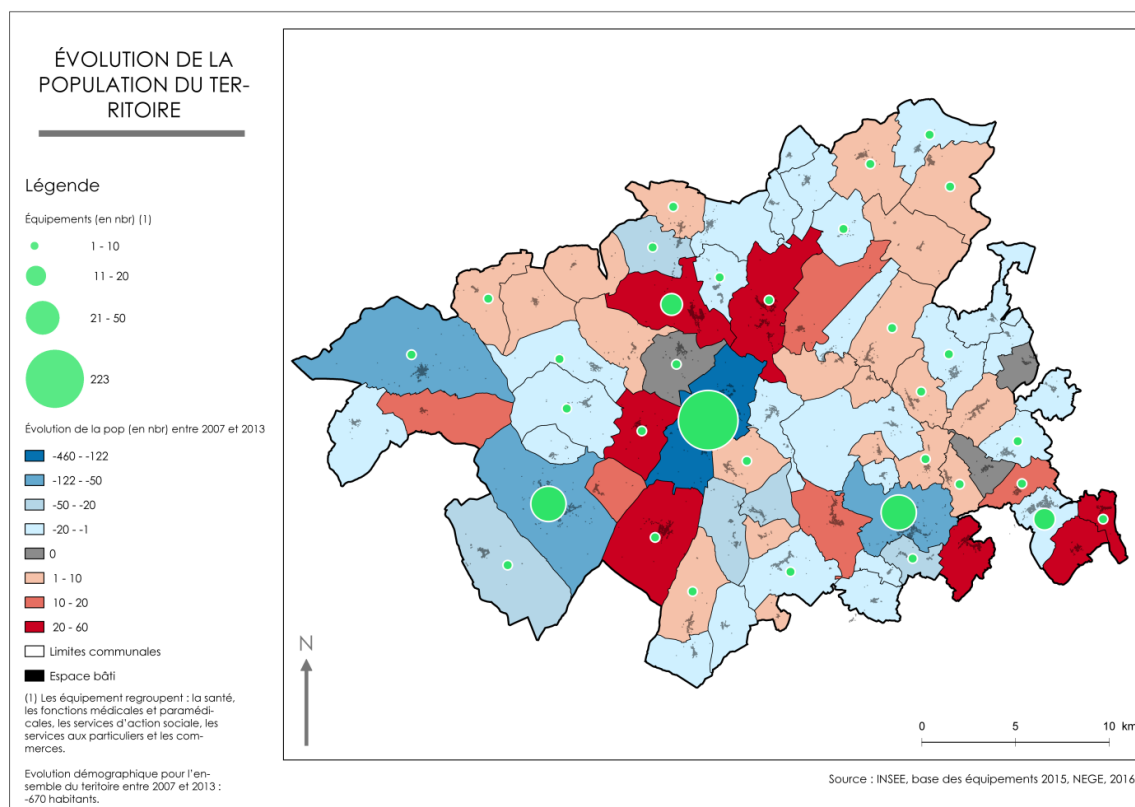 ÉVOLUTION DE LA
POPULATION DU TER-
RITOIRE
Légende
Équipements (en nbr) (1)
1 - 10
11 - 20
21 - 50
223
Évolution de la pop (en nbr) entre 2007 et 2013
-460 - -122
-122 - -50
-50 - -20
-20 - -1
0
1 - 10
10 - 20
20 - 60
Limites communales
Espace bâti
(1) Les équipement regroupent : la santé,
les fonctions médicales et paramédi-
cales, les services d'action sociale, les
services aux particuliers et les com-
merces.
Evolution démographique pour l'en-
semble du teritoire entre 2007 et 2013 :
-670 habitants.
N
0 5 10 km
Source : INSEE, base des équipements 2015, NEGE, 2016